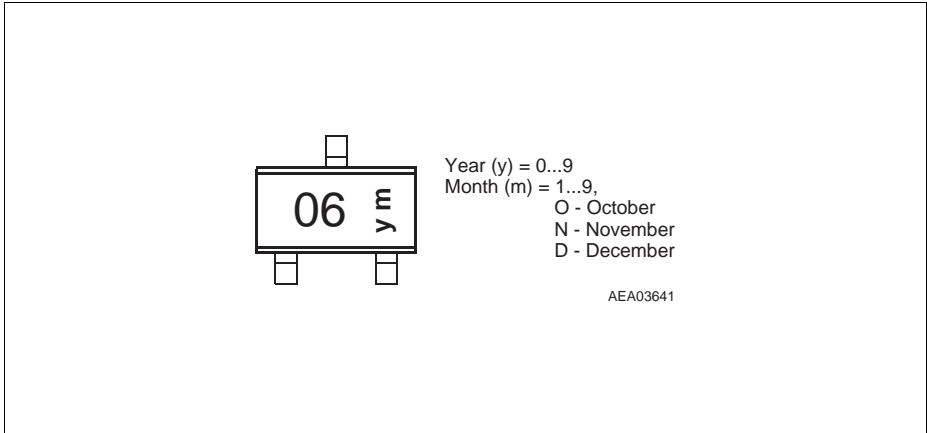 06 y m
Year (y) = 0...9
Month (m) = 1...9,
O - October
N - November
D - December
AEA03641